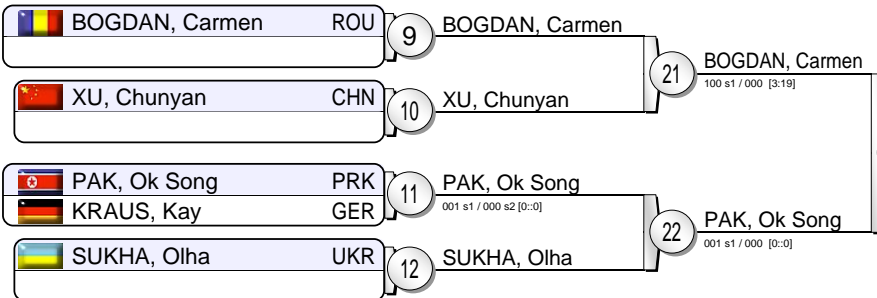 BOGDAN, Carmen ROU
9
BOGDAN, Carmen
21
BOGDAN, Carmen
100 s1 / 000 [3:19]
XU, Chunyan CHN
10
XU, Chunyan
PAK, Ok Song PRK
KRAUS, Kay GER
11
PAK, Ok Song
001 s1 / 000 s2 [0::0]
22
PAK, Ok Song
001 s1 / 000 [0::0]
SUKHA, Olha UKR
12
SUKHA, Olha